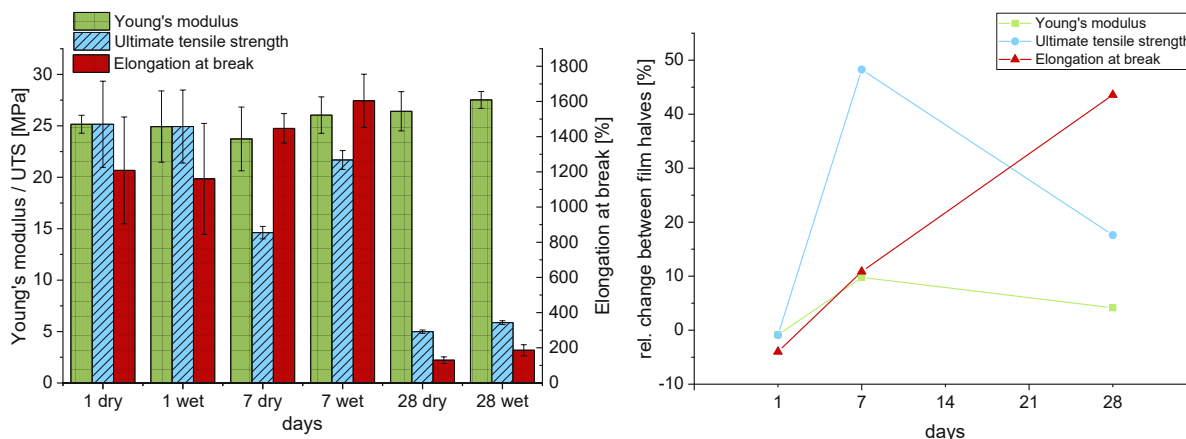 Young's modulus
Ultimate tensile strength
Elongation at break
Young's modulus / UTS [MPa]
30
25
20
15
10
5
0
1 dry
1 wet
7 dry
7 wet
28 dry
28 wet
days
1800
1600
1400
1200
1000
800
600
400
200
0
Elongation at break
[%]
Young's modulus
Ultimate tensile strength
Elongation at break
rel. change between film halves [%]
50
40
30
20
10
0
-10
1
7
14
21
28
days